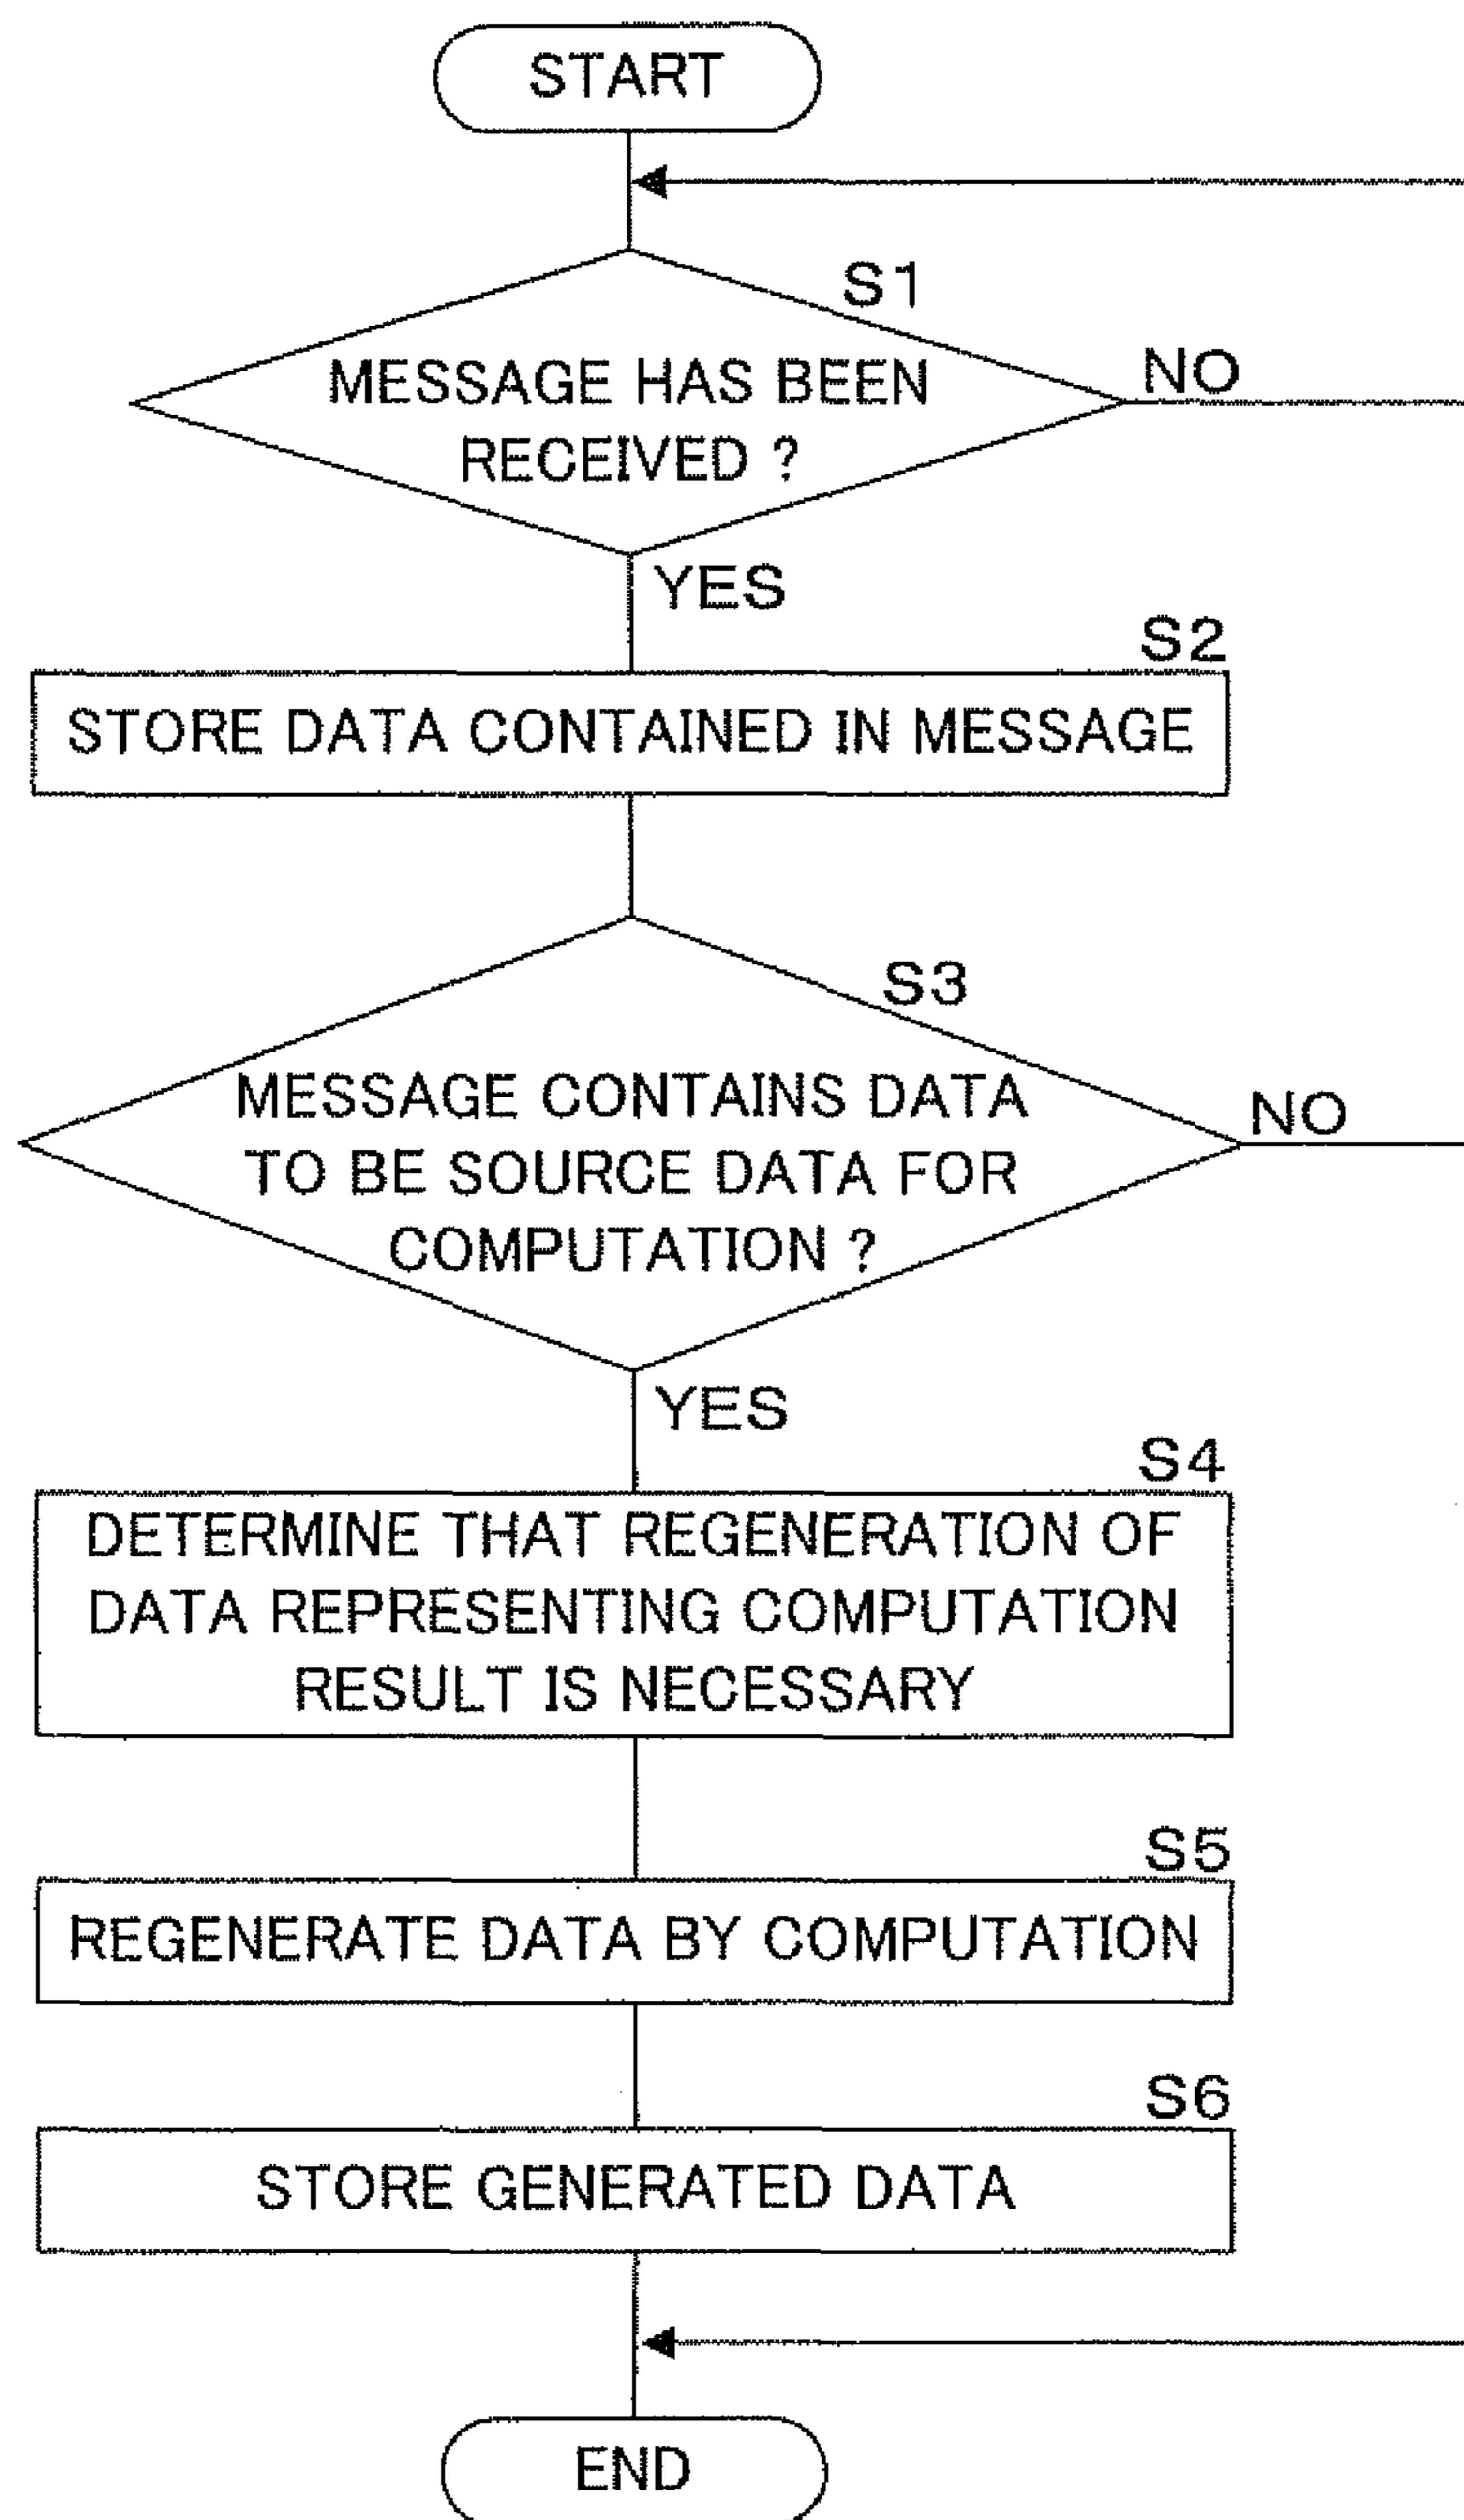 START
S1
MESSAGE HAS BEEN
RECEIVED ?
NO
YES
S2
STORE DATA CONTAINED IN MESSAGE
S3
MESSAGE CONTAINS DATA
TO BE SOURCE DATA FOR
COMPUTATION ?
NO
YES
S4
DETERMINE THAT REGENERATION OF
DATA REPRESENTING COMPUTATION
RESULT IS NECESSARY
S5
REGENERATE DATA BY COMPUTATION
S6
STORE GENERATED DATA
END